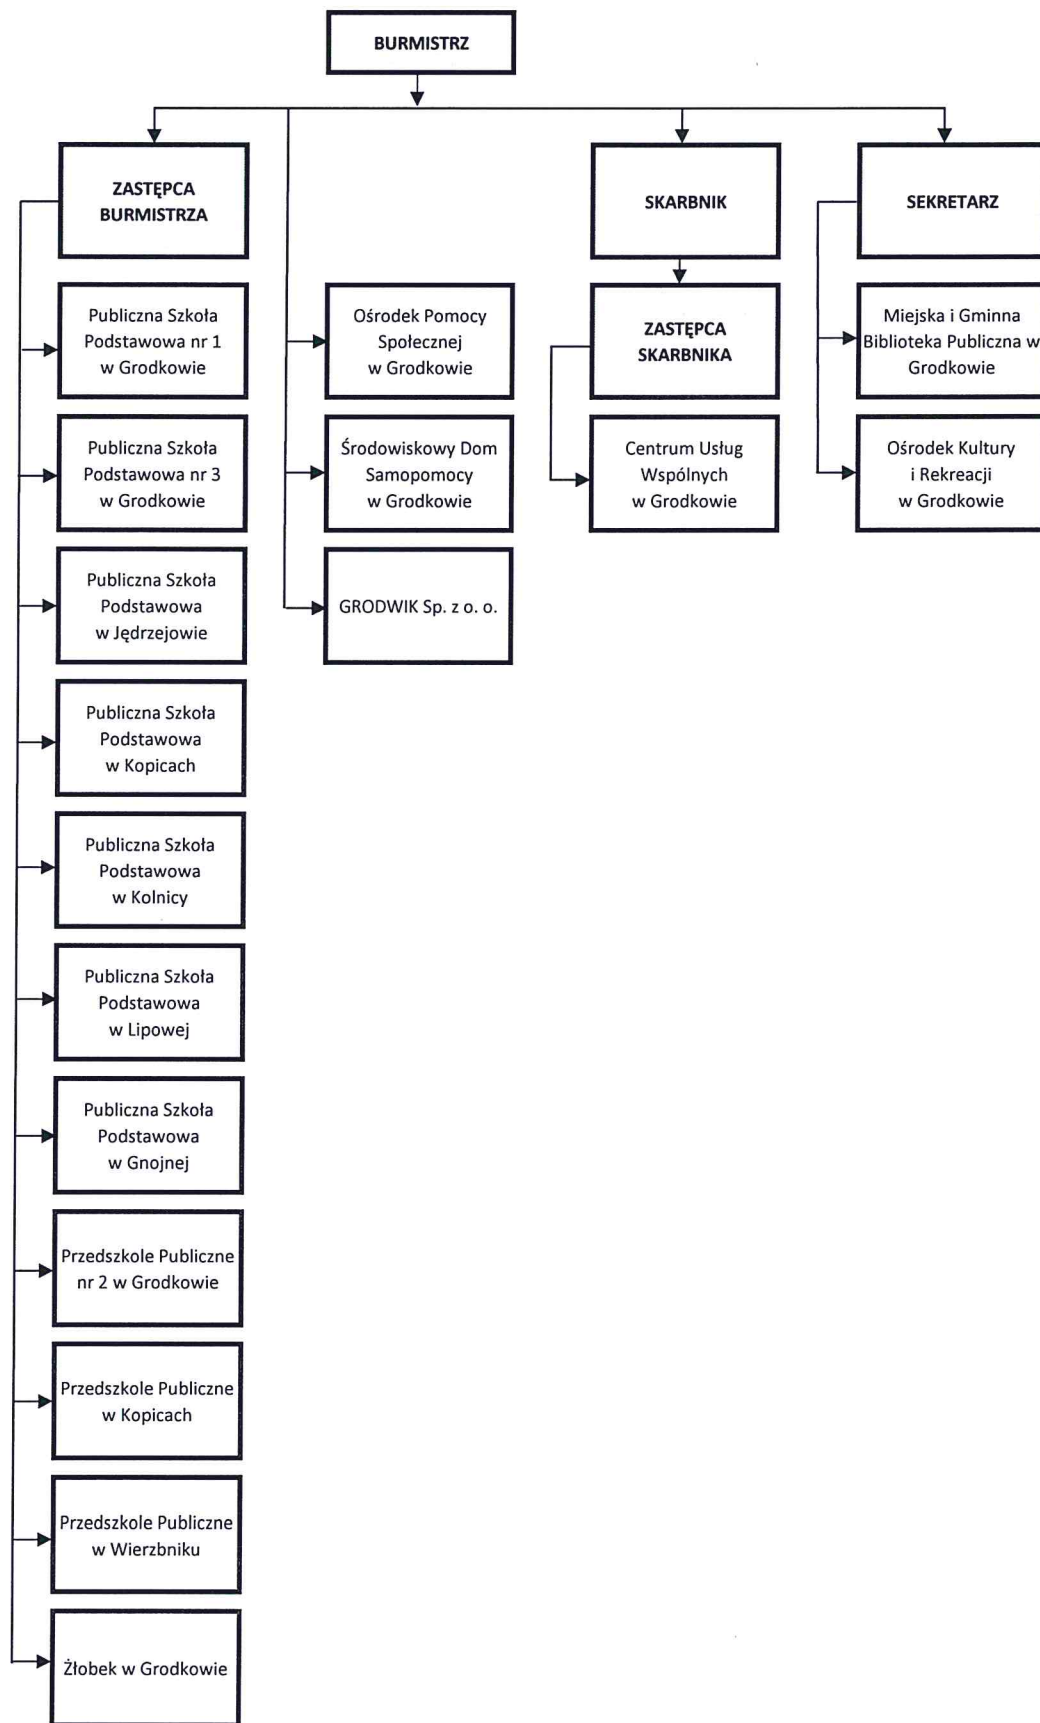 BURMISTRZ
ZASTĘPCA
BURMISTRZA
SKARBNIK
SEKRETARZ
Publiczna Szkoła
Podstawowa nr 1
w Grodkowie
Ośrodek Pomocy
Społecznej
w Grodkowie
ZASTĘPCA
SKARBNIKA
Miejska i Gminna
Biblioteka Publiczna w
Grodkowie
Publiczna Szkoła
Podstawowa nr 3
w Grodkowie
Środowiskowy Dom
Samopomocy
w Grodkowie
Centrum Usług
Wspólnych
w Grodkowie
Ośrodek Kultury
i Rekreacji
w Grodkowie
Publiczna Szkoła
Podstawowa
w Jędrzejowie
GRODWIK Sp. z o. o.
Publiczna Szkoła
Podstawowa
w Kopicach
Publiczna Szkoła
Podstawowa
w Kolnicy
Publiczna Szkoła
Podstawowa
w Lipowej
Publiczna Szkoła
Podstawowa
w Gnojnej
Przedszkole Publiczne
nr 2 w Grodkowie
Przedszkole Publiczne
w Kopicach
Przedszkole Publiczne
w Wierzbniku
Żłobek w Grodkowie